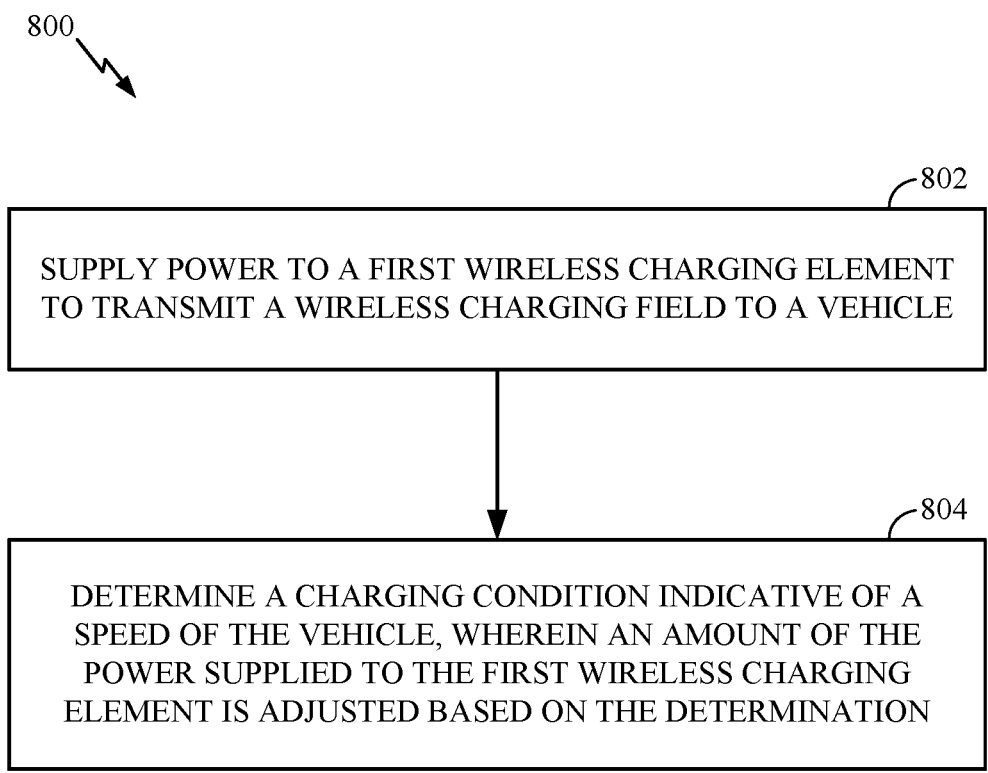 800
802
SUPPLY POWER TO A FIRST WIRELESS CHARGING ELEMENT
TO TRANSMIT A WIRELESS CHARGING FIELD TO A VEHICLE
804
DETERMINE A CHARGING CONDITION INDICATIVE OF A
SPEED OF THE VEHICLE, WHEREIN AN AMOUNT OF THE
POWER SUPPLIED TO THE FIRST WIRELESS CHARGING
ELEMENT IS ADJUSTED BASED ON THE DETERMINATION